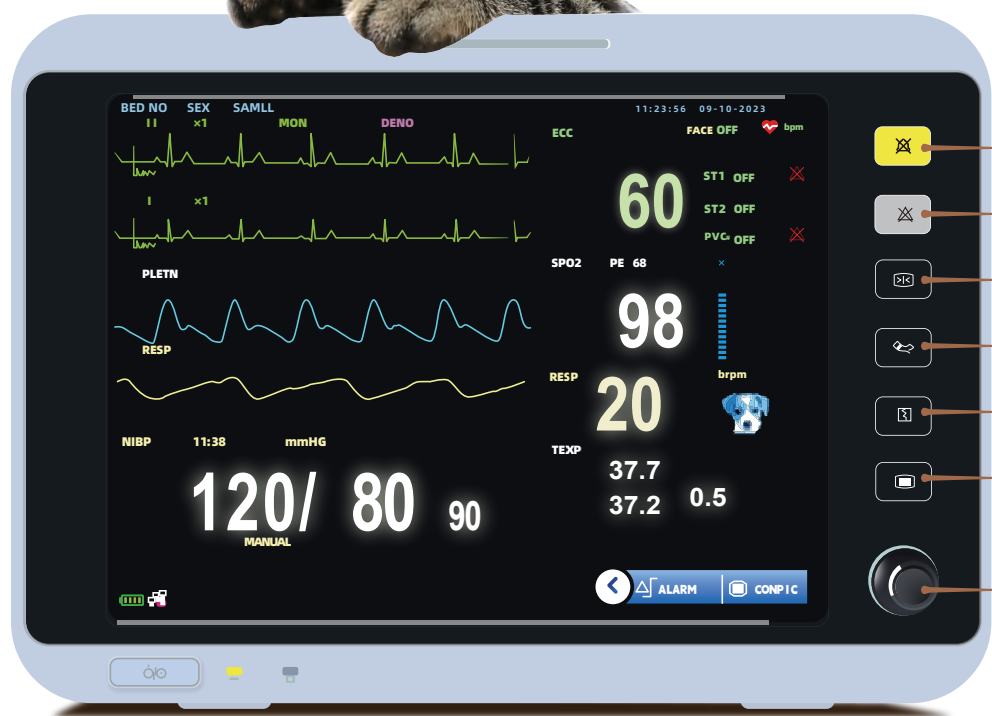 BED NO SEX SAMLL 11:23:56 09-10-2023
II ×1 MON DENO
ECC FACE OFF bpm
60
ST1 OFF
ST2 OFF
PVCs OFF
I ×1
SPO2 PE 68 ×
PLETN
98
RESP
RESP brpm
20
NIBP 11:38 mmHG
TEXP
37.7
37.2 0.5
120/ 80 90
MANUAL
ALARM CONPIC